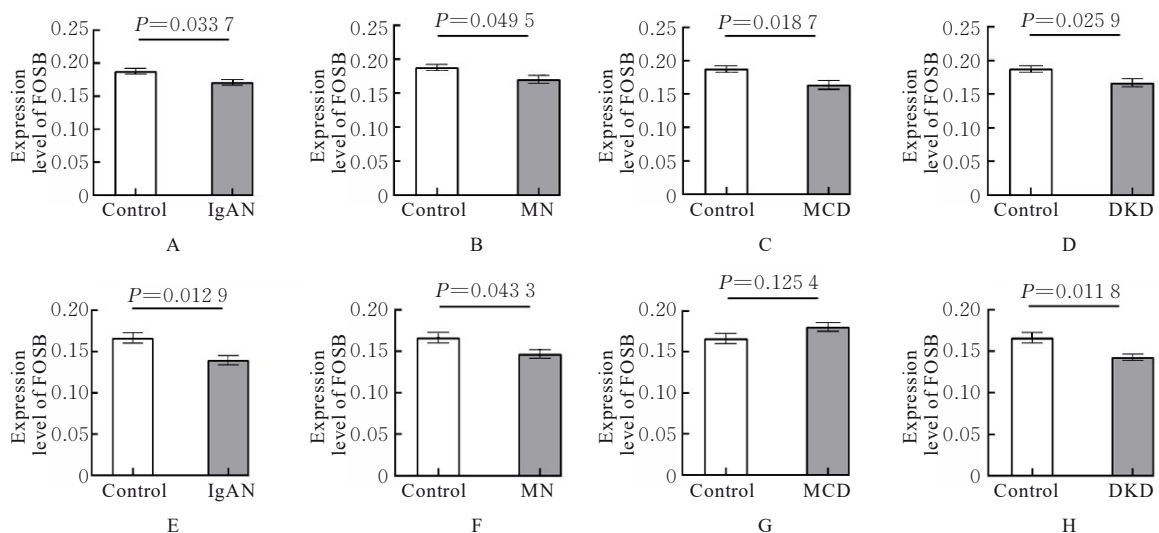 P=0.033 7
Expression
level of FOSB
0.25
0.20
0.15
0.10
0.05
0
Control IgAN
A
P=0.049 5
Expression
level of FOSB
0.25
0.20
0.15
0.10
0.05
0
Control MN
B
P=0.018 7
Expression
level of FOSB
0.25
0.20
0.15
0.10
0.05
0
Control MCD
C
P=0.025 9
Expression
level of FOSB
0.25
0.20
0.15
0.10
0.05
0
Control DKD
D
P=0.012 9
Expression
level of FOSB
0.20
0.15
0.10
0.05
0
Control IgAN
E
P=0.043 3
Expression
level of FOSB
0.20
0.15
0.10
0.05
0
Control MN
F
P=0.125 4
Expression
level of FOSB
0.20
0.15
0.10
0.05
0
Control MCD
G
P=0.011 8
Expression
level of FOSB
0.20
0.15
0.10
0.05
0
Control DKD
H